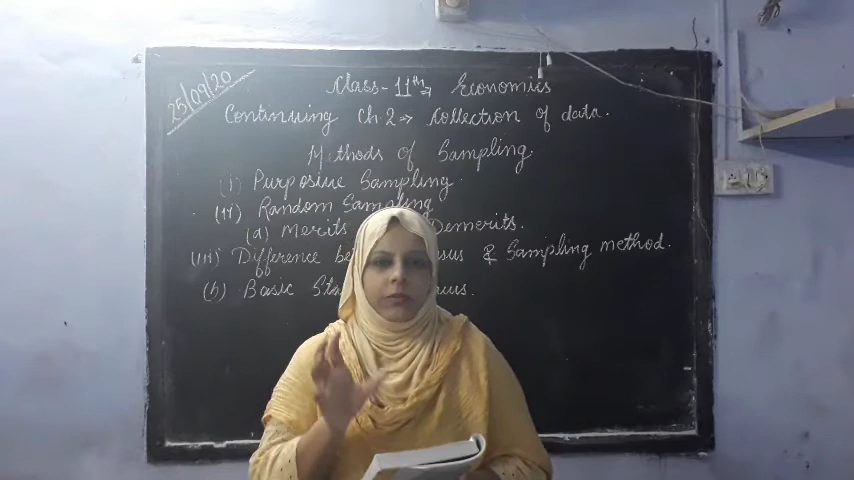 25/09/20
Class - 11th ⇒ Economics
Continuing Ch.2 → Collection of data.
Methods of Sampling.
(i) Purposive Sampling.
(ii) Random Sampling
(a) Merits Demerits.
(iii) Difference & Sampling method.
(b) Basic